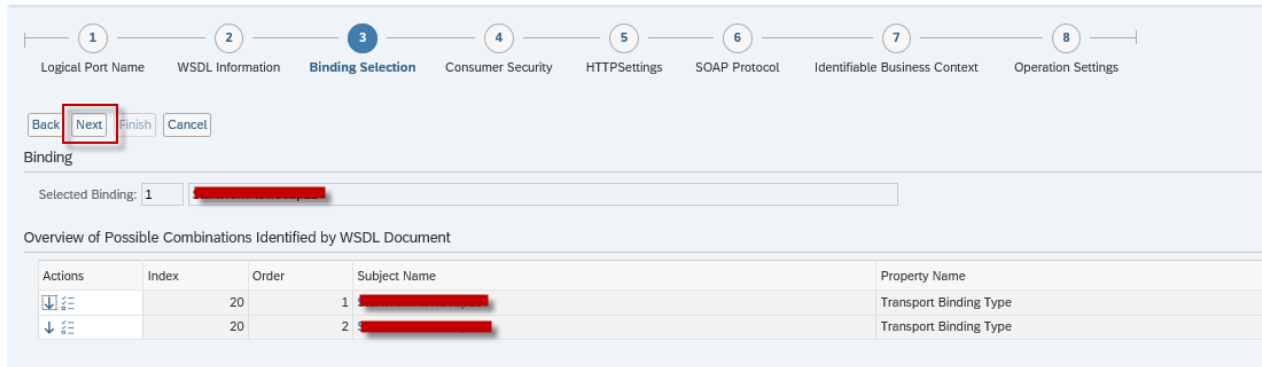 1 2 3 4 5 6 7 8
Logical Port Name WSDL Information Binding Selection Consumer Security HTTPSettings SOAP Protocol Identifiable Business Context Operation Settings
Back Next Finish Cancel
Binding
Selected Binding: 1
Overview of Possible Combinations Identified by WSDL Document
Actions Index Order Subject Name Property Name
20 1 Transport Binding Type
20 2 Transport Binding Type